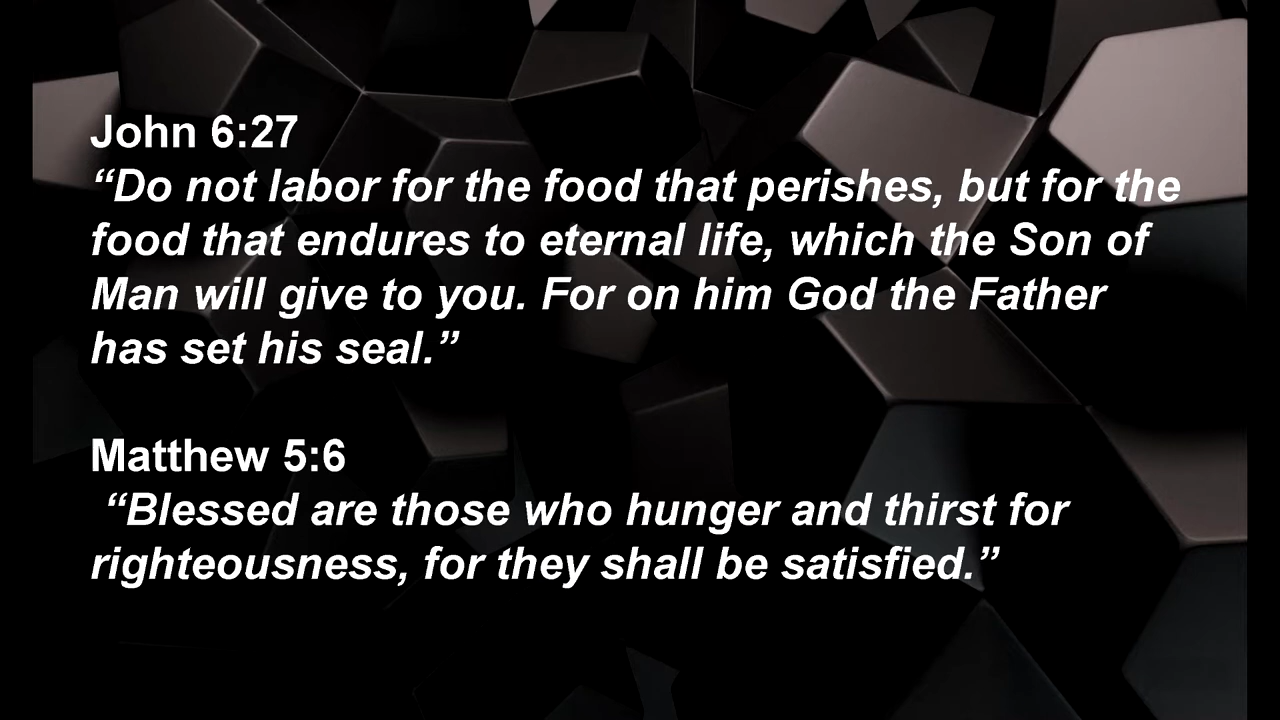 John 6:27
“Do not labor for the food that perishes, but for the
food that endures to eternal life, which the Son of
Man will give to you. For on him God the Father
has set his seal.”
Matthew 5:6
“Blessed are those who hunger and thirst for
righteousness, for they shall be satisfied.”